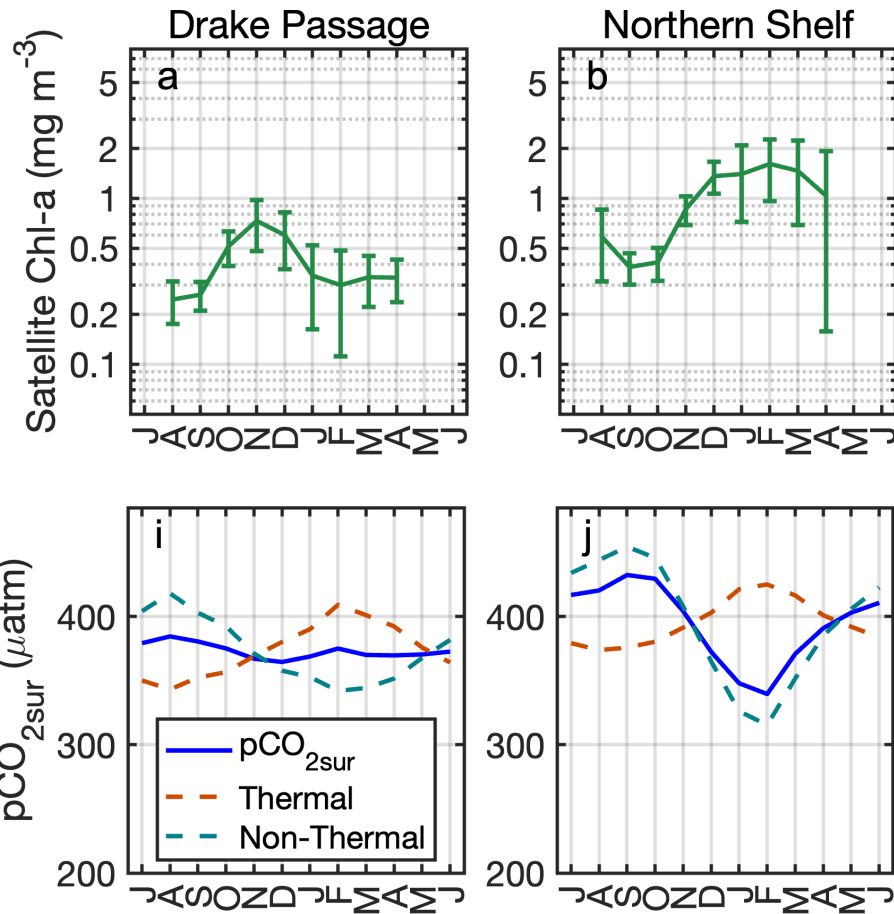 Drake Passage
Northern Shelf
Satellite Chl-a (mg m⁻³)
a
5
2
1
0.5
0.2
0.1
J A S O N D J F M A M J
b
5
2
1
0.5
0.2
0.1
J A S O N D J F M A M J
pCO₂sur (μatm)
i
400
300
200
pCO₂sur
Thermal
Non-Thermal
J A S O N D J F M A M J
j
400
300
200
J A S O N D J F M A M J